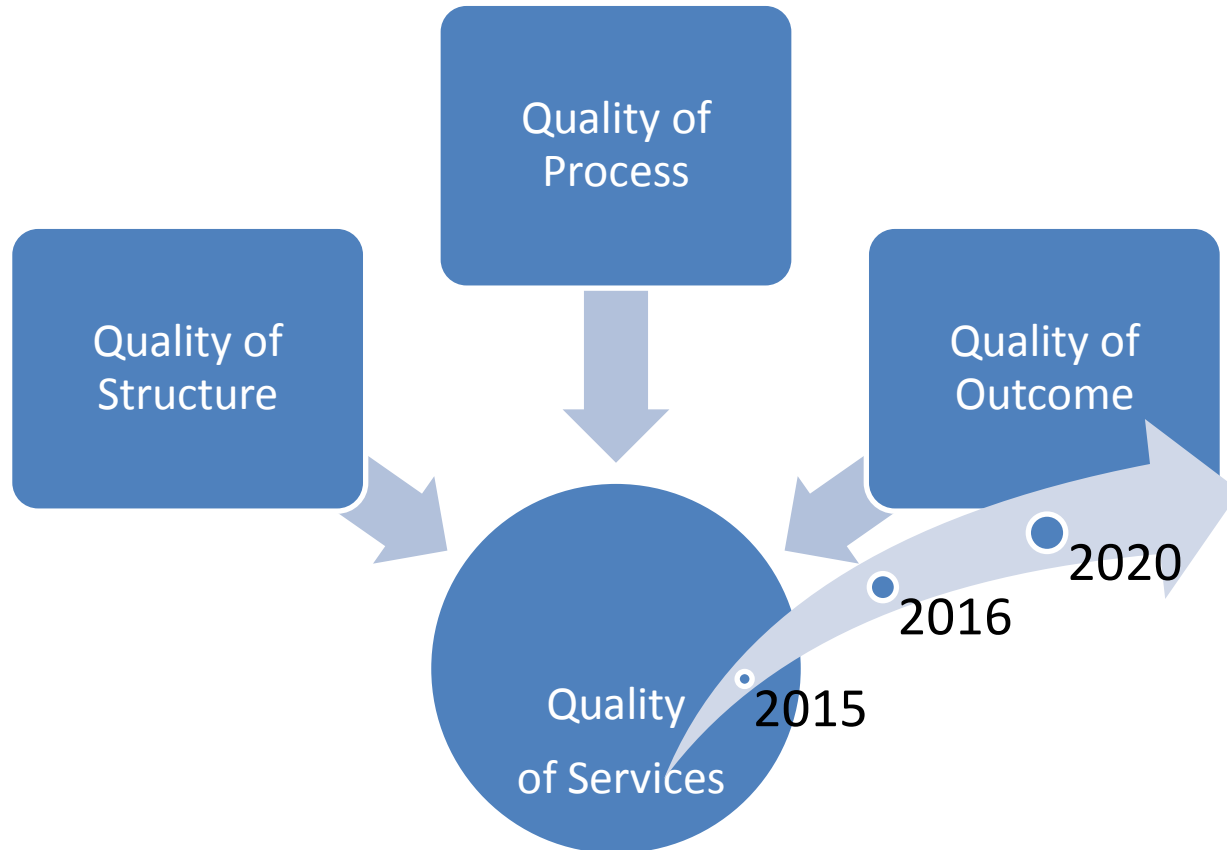 Quality of
Process
Quality of
Structure
Quality of
Outcome
2020
2016
2015
Quality
of Services